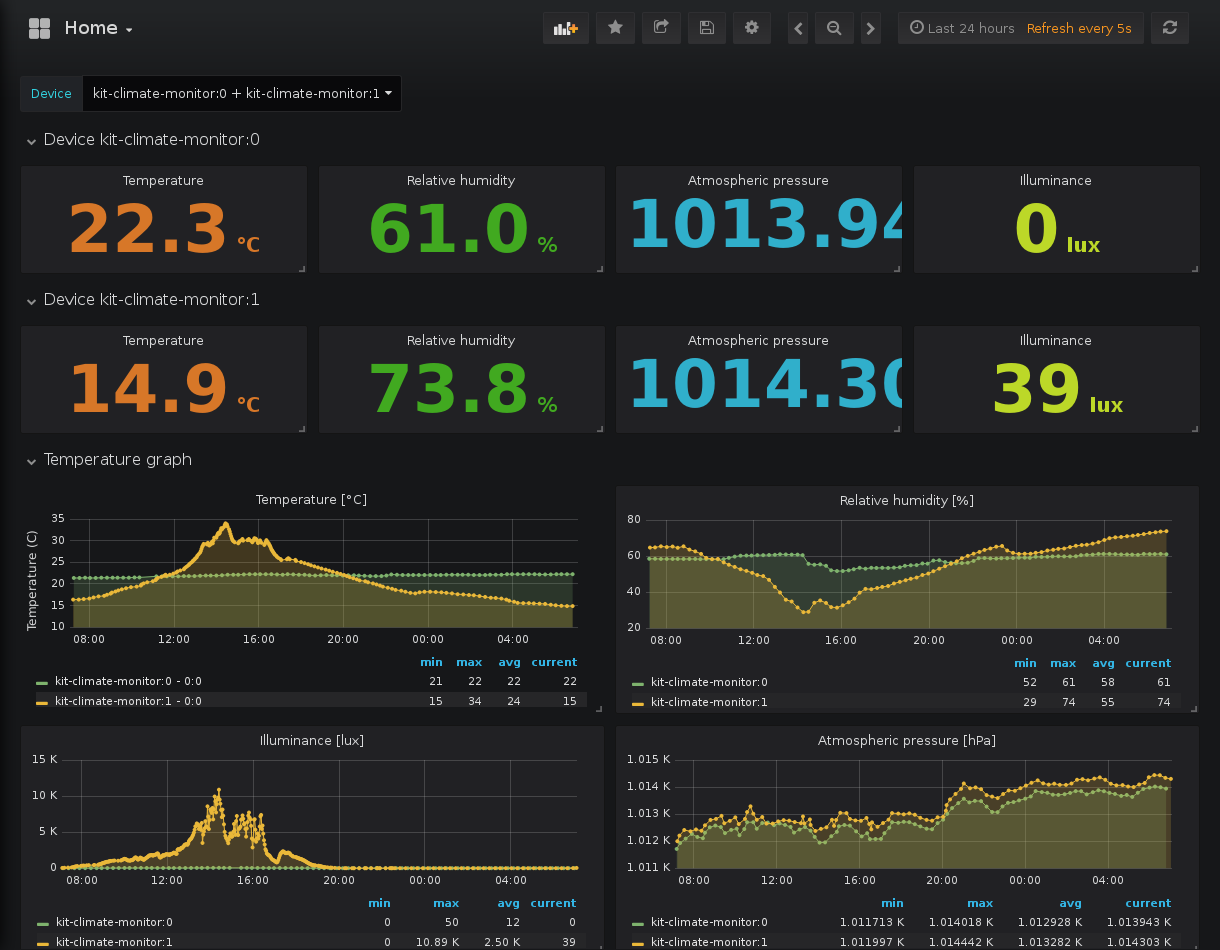 Home
Last 24 hours Refresh every 5s
Device kit-climate-monitor:0 + kit-climate-monitor:1
Device kit-climate-monitor:0
Temperature Relative humidity Atmospheric pressure Illuminance
22.3 °C 61.0 % 1013.94 0 lux
Device kit-climate-monitor:1
Temperature Relative humidity Atmospheric pressure Illuminance
14.9 °C 73.8 % 1014.30 39 lux
Temperature graph
Temperature [°C]
Temperature (C)
35
30
25
20
15
10
08:00 12:00 16:00 20:00 00:00 04:00
min max avg current
kit-climate-monitor:0 - 0:0 21 22 22 22
kit-climate-monitor:1 - 0:0 15 34 24 15
Relative humidity [%]
80
60
40
20
08:00 12:00 16:00 20:00 00:00 04:00
min max avg current
kit-climate-monitor:0 52 61 58 61
kit-climate-monitor:1 29 74 55 74
Illuminance [lux]
15 K
10 K
5 K
0
08:00 12:00 16:00 20:00 00:00 04:00
min max avg current
kit-climate-monitor:0 0 50 12 0
kit-climate-monitor:1 0 10.89 K 2.50 K 39
Atmospheric pressure [hPa]
1.015 K
1.014 K
1.013 K
1.012 K
1.011 K
08:00 12:00 16:00 20:00 00:00 04:00
min max avg current
kit-climate-monitor:0 1.011713 K 1.014018 K 1.012928 K 1.013943 K
kit-climate-monitor:1 1.011997 K 1.014442 K 1.013282 K 1.014303 K